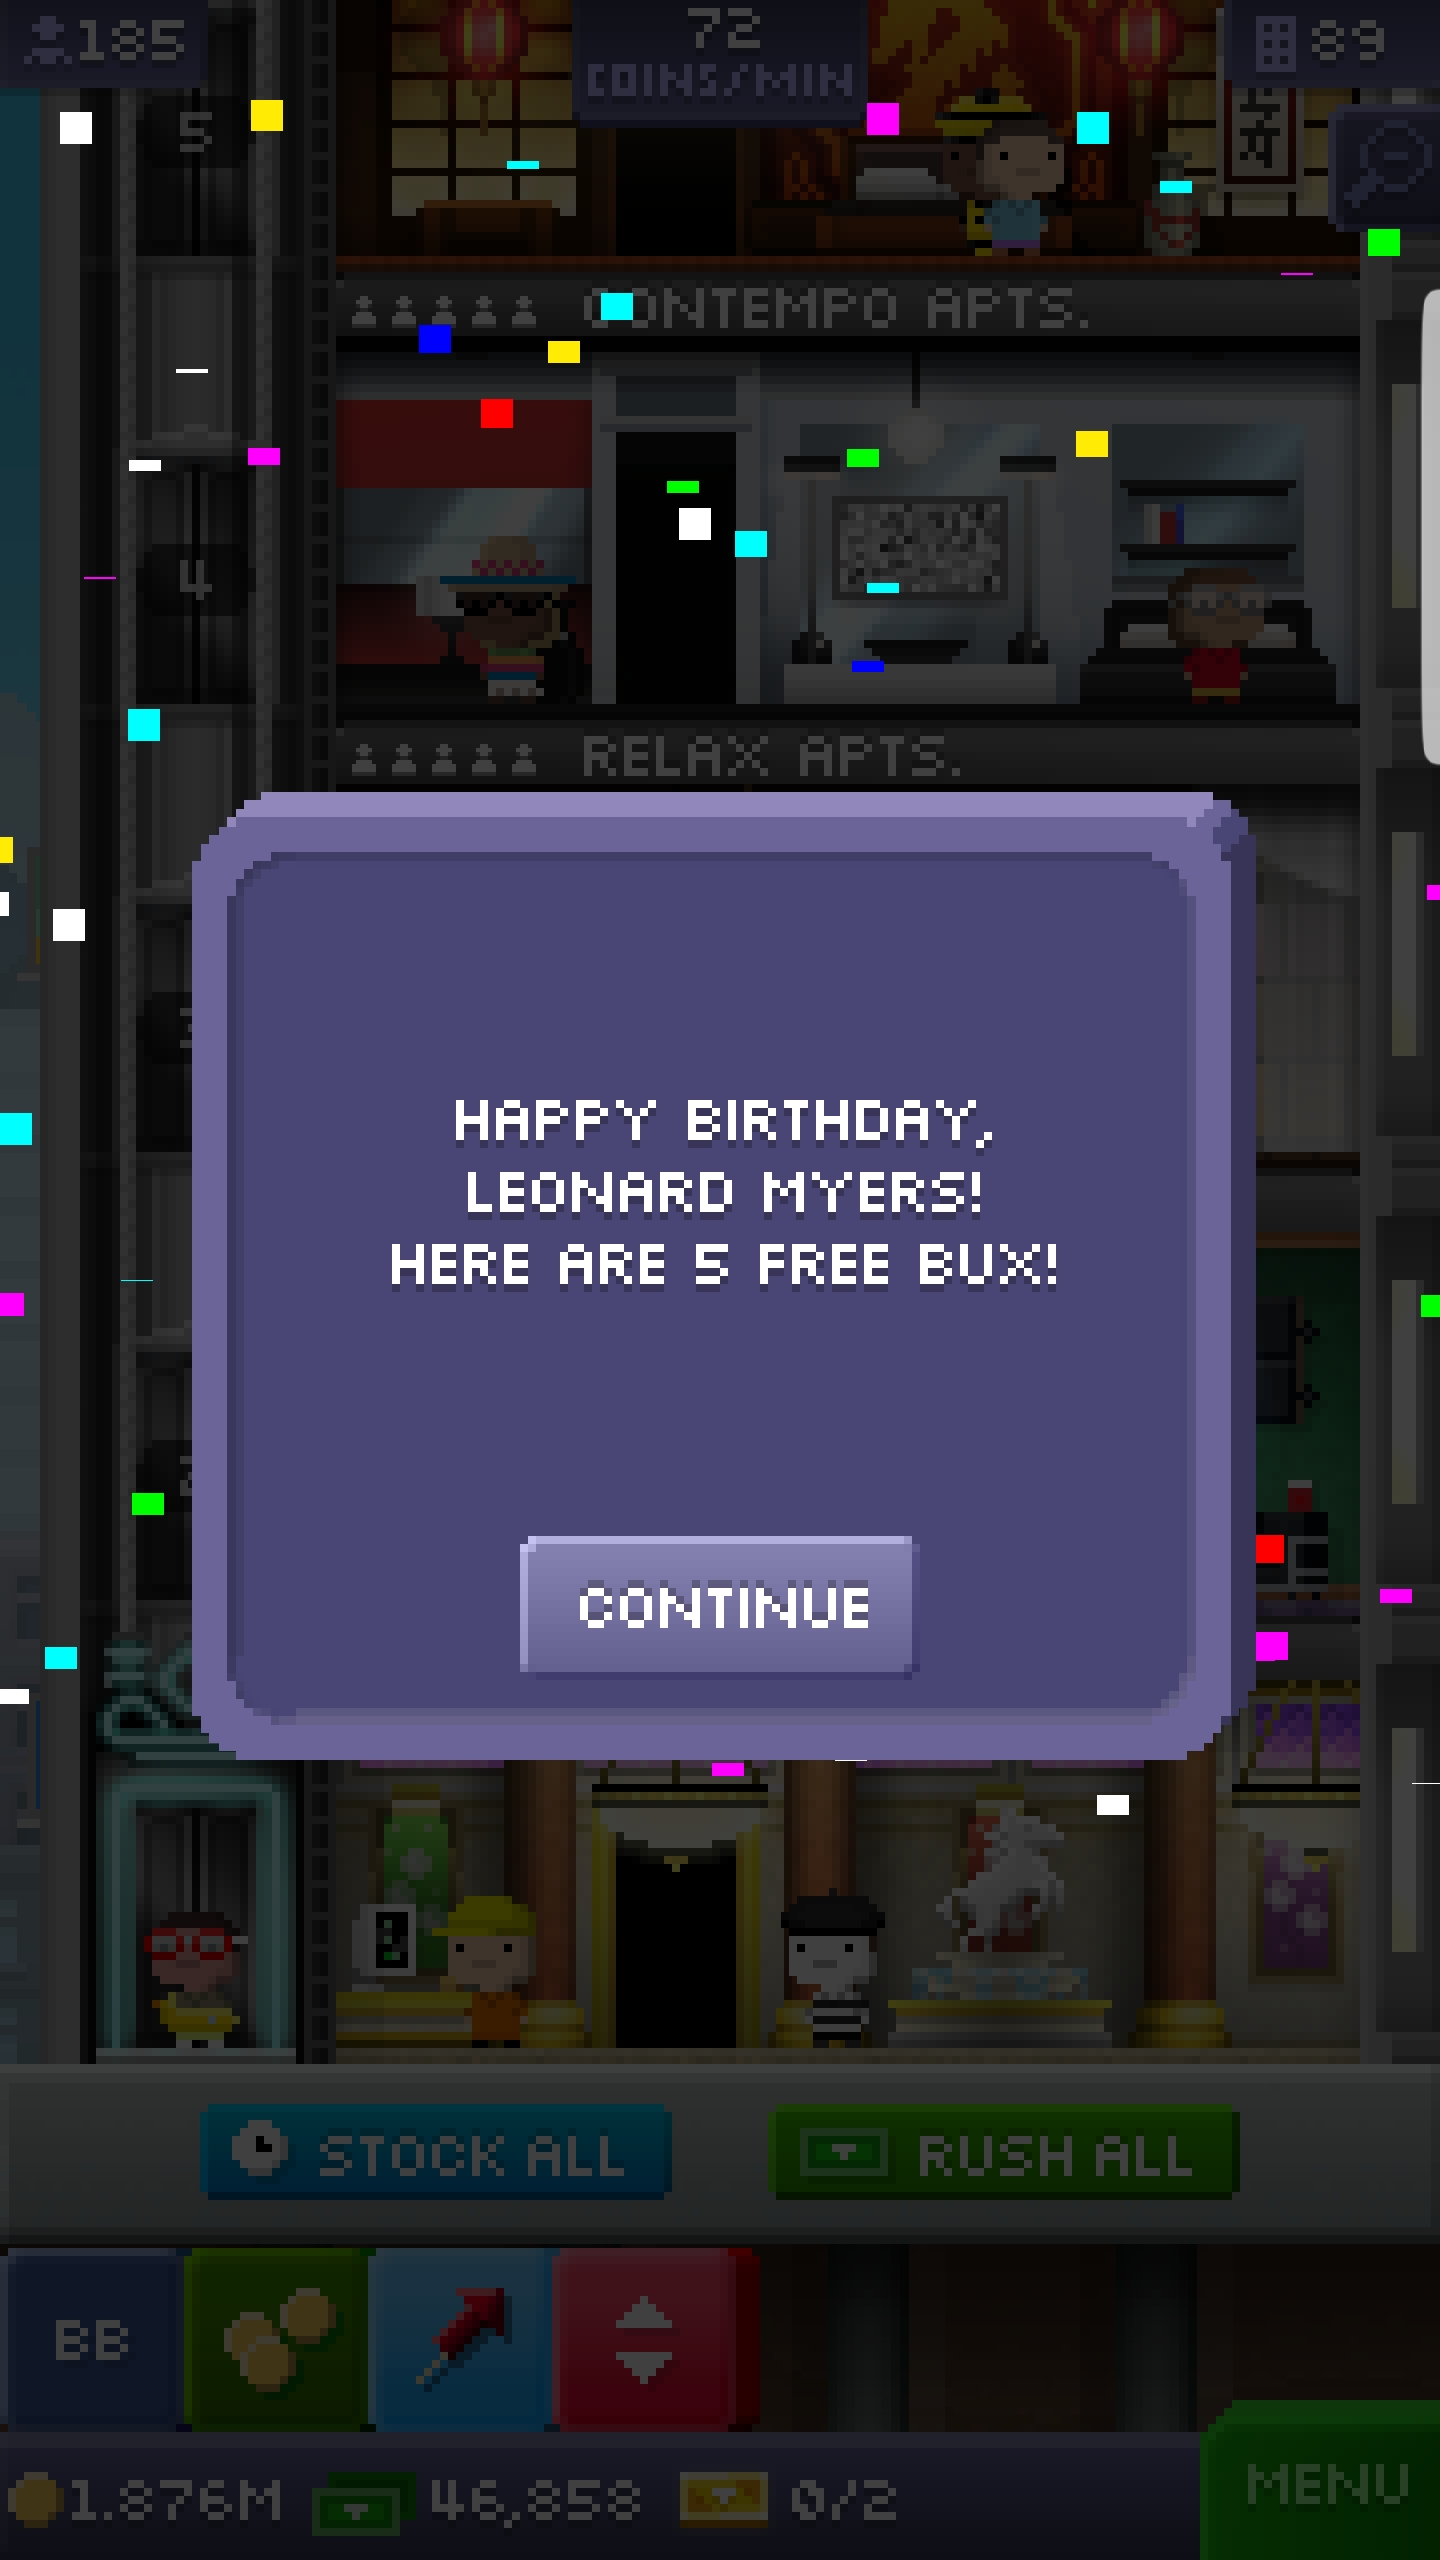 185
72
COINS/MIN
89
5
CONTEMPO APTS.
4
RELAX APTS.
HAPPY BIRTHDAY,
LEONARD MYERS!
HERE ARE 5 FREE BUX!
CONTINUE
STOCK ALL
RUSH ALL
BB
1.876M
46,858
0/2
MENU